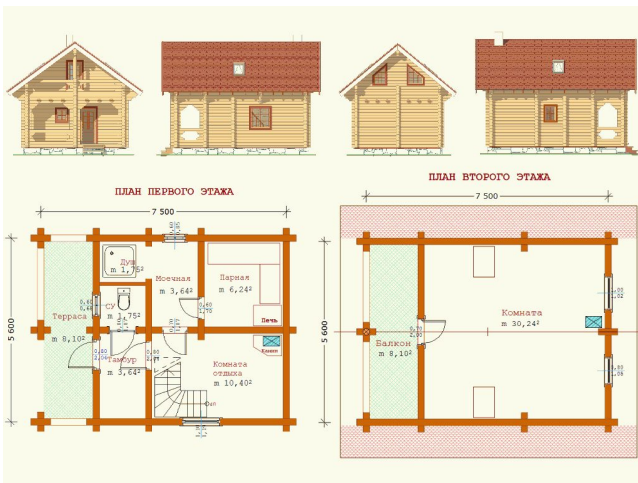 ПЛАН ВТОРОГО ЭТАЖА
ПЛАН ПЕРВОГО ЭТАЖА
7 500
7 500
5 600
Душ
m 1,75²
Моечная
m 3,64²
Парная
m 6,24²
Печь
СУ
m 1,75²
Терраса
m 8,10²
Тамбур
m 3,64²
Комната
отдыха
m 10,40²
Камин
5 600
Балкон
m 8,10²
Комната
m 30,24²